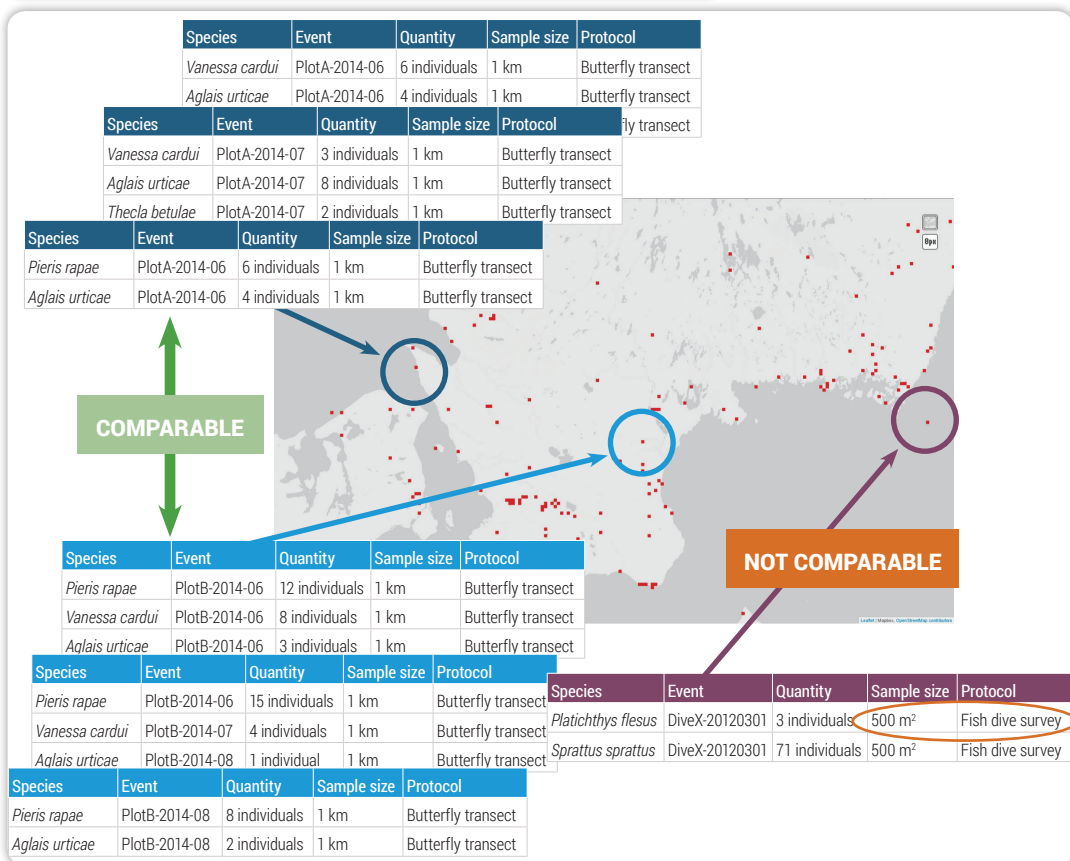 Species Event Quantity Sample size Protocol
Vanessa cardui PlotA-2014-06 6 individuals 1 km Butterfly transect
Aglais urticae PlotA-2014-06 4 individuals 1 km Butterfly transect
fly transect
Species Event Quantity Sample size Protocol
Vanessa cardui PlotA-2014-07 3 individuals 1 km Butterfly transect
Aglais urticae PlotA-2014-07 8 individuals 1 km Butterfly transect
Thecla betulae PlotA-2014-07 2 individuals 1 km Butterfly transect
Species Event Quantity Sample size Protocol
Pieris rapae PlotA-2014-06 6 individuals 1 km Butterfly transect
Aglais urticae PlotA-2014-06 4 individuals 1 km Butterfly transect
8px
COMPARABLE
NOT COMPARABLE
Leaflet | Mapbox, OpenStreetMap contributors
Species Event Quantity Sample size Protocol
Pieris rapae PlotB-2014-06 12 individuals 1 km Butterfly transect
Vanessa cardui PlotB-2014-06 8 individuals 1 km Butterfly transect
Aglais urticae PlotB-2014-06 3 individuals 1 km Butterfly transect
Species Event Quantity Sample size Protocol
Pieris rapae PlotB-2014-06 15 individuals 1 km Butterfly transect
Vanessa cardui PlotB-2014-07 4 individuals 1 km Butterfly transect
Aglais urticae PlotB-2014-08 1 individual 1 km Butterfly transect
Species Event Quantity Sample size Protocol
Pieris rapae PlotB-2014-08 8 individuals 1 km Butterfly transect
Aglais urticae PlotB-2014-08 2 individuals 1 km Butterfly transect
Species Event Quantity Sample size Protocol
Platichthys flesus DiveX-20120301 3 individuals 500 m² Fish dive survey
Sprattus sprattus DiveX-20120301 71 individuals 500 m² Fish dive survey